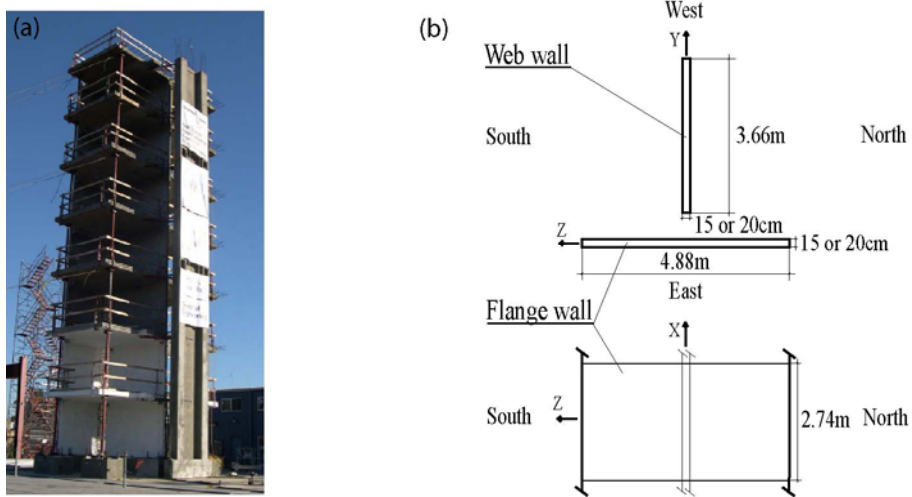 (a)
(b)
West
Y
Web wall
South
3.66m
North
15 or 20cm
Z
15 or 20cm
4.88m
East
Flange wall
X
South
Z
2.74m
North